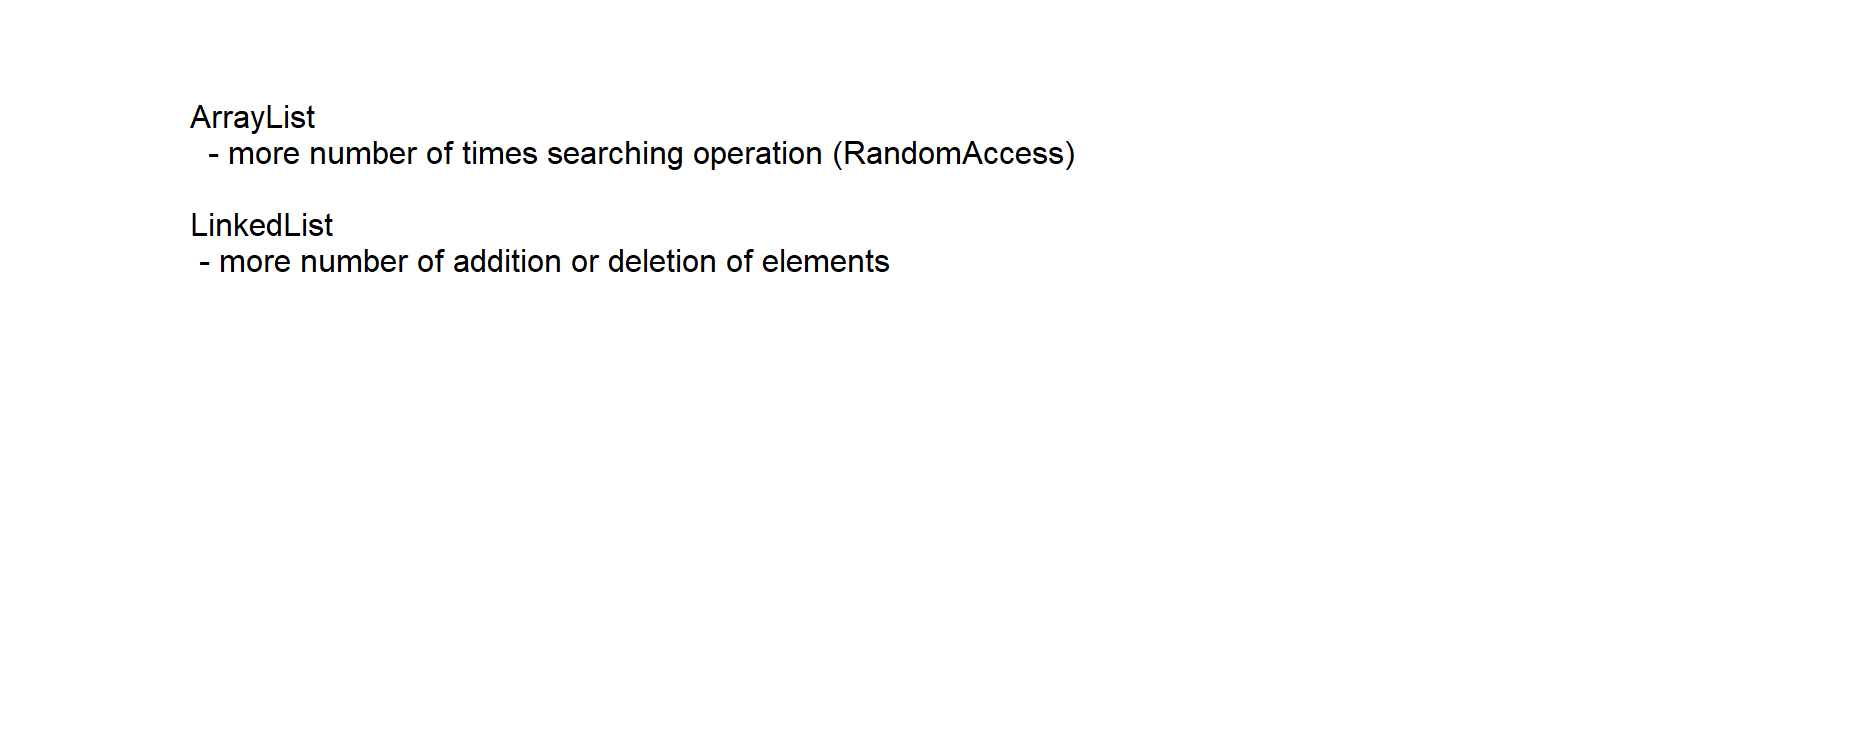 ArrayList
- more number of times searching operation (RandomAccess)
LinkedList
- more number of addition or deletion of elements